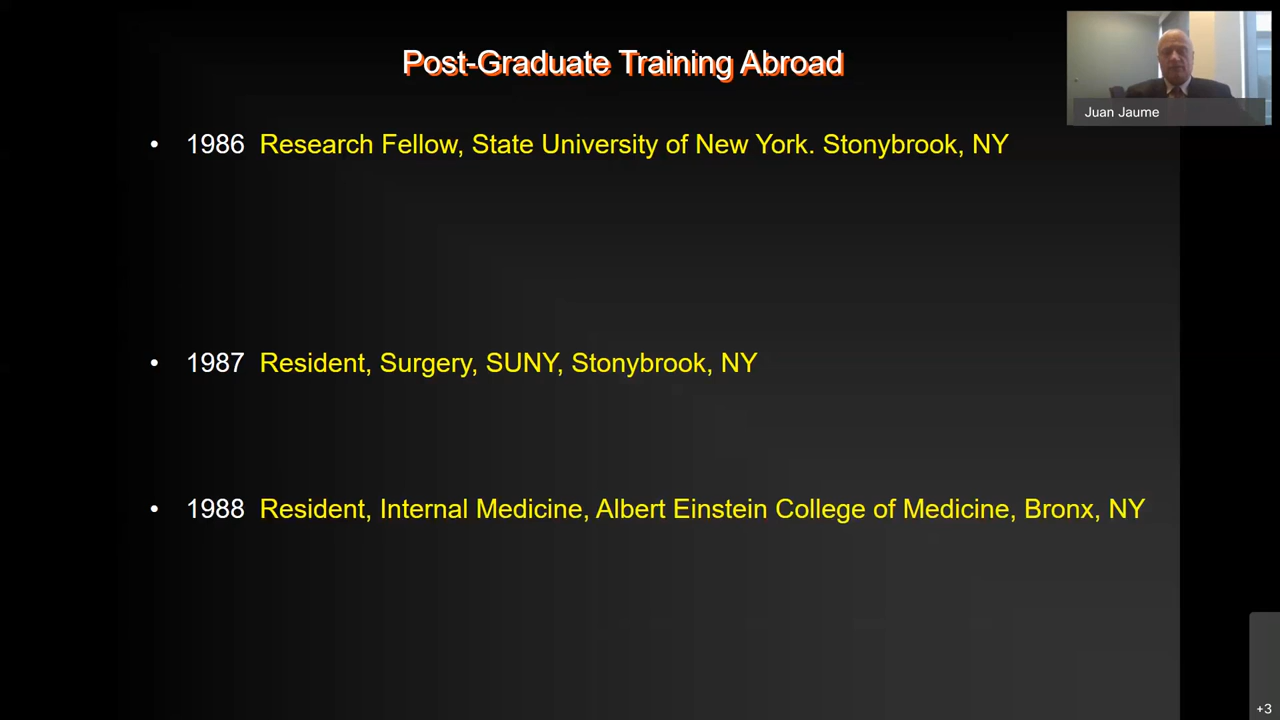 Post-Graduate Training Abroad
Juan Jaume
• 1986 Research Fellow, State University of New York. Stonybrook, NY
• 1987 Resident, Surgery, SUNY, Stonybrook, NY
• 1988 Resident, Internal Medicine, Albert Einstein College of Medicine, Bronx, NY
+3